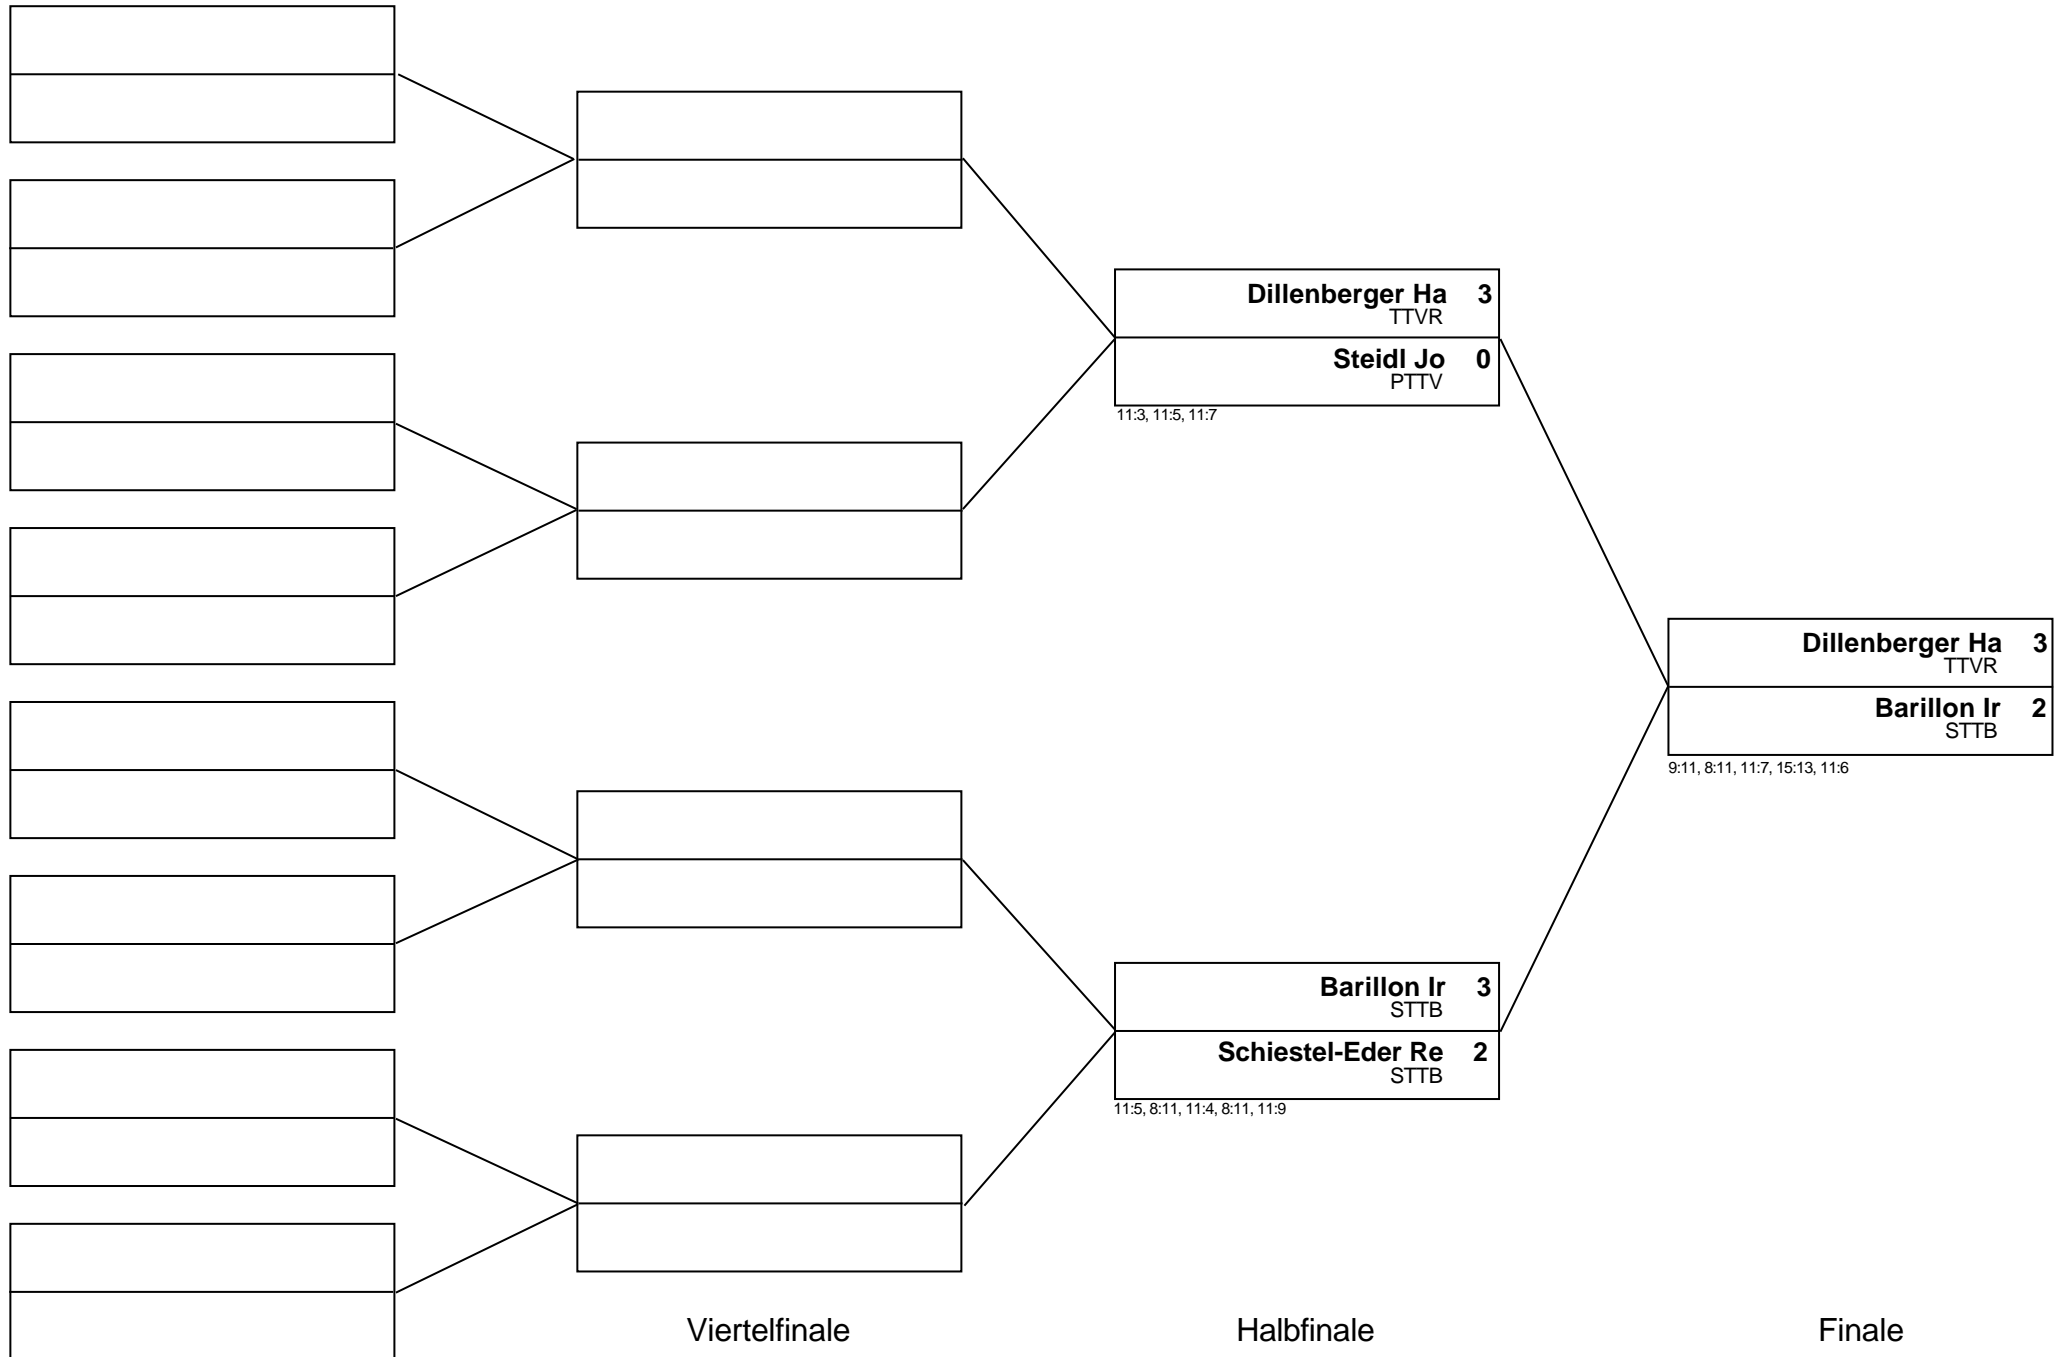 Dillenberger Ha 3
TTVR
Steidl Jo 0
PTTV
11:3, 11:5, 11:7
Dillenberger Ha 3
TTVR
Barillon Ir 2
STTB
9:11, 8:11, 11:7, 15:13, 11:6
Barillon Ir 3
STTB
Schiestel-Eder Re 2
STTB
11:5, 8:11, 11:4, 8:11, 11:9
Viertelfinale
Halbfinale
Finale